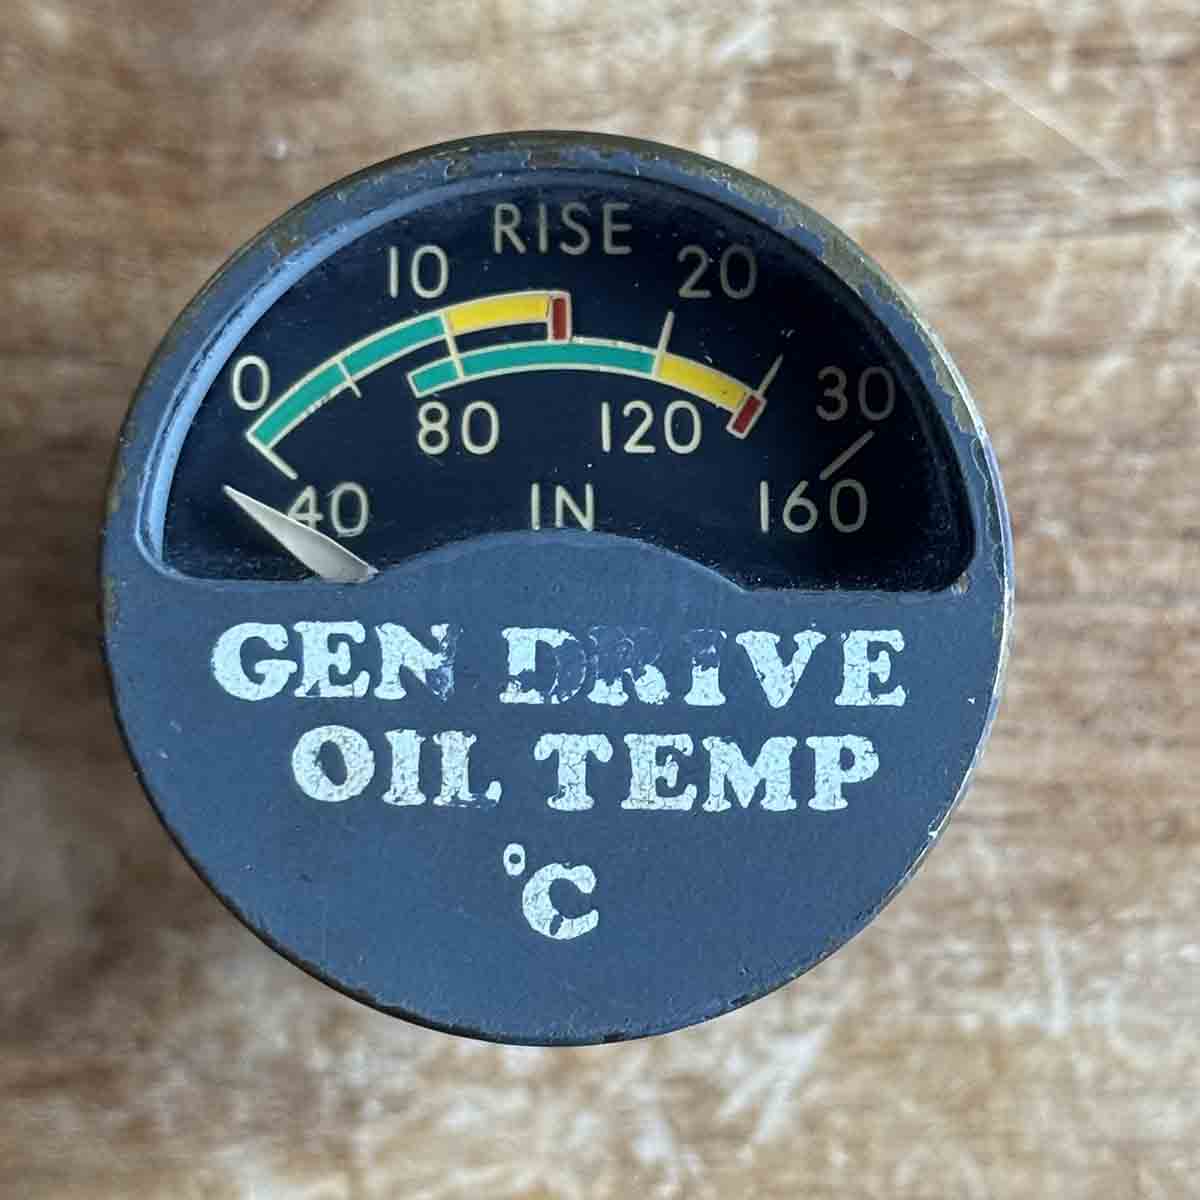 RISE
10 20
0 30
80 120
40 IN 160
GEN DRIVE
OIL TEMP
°C